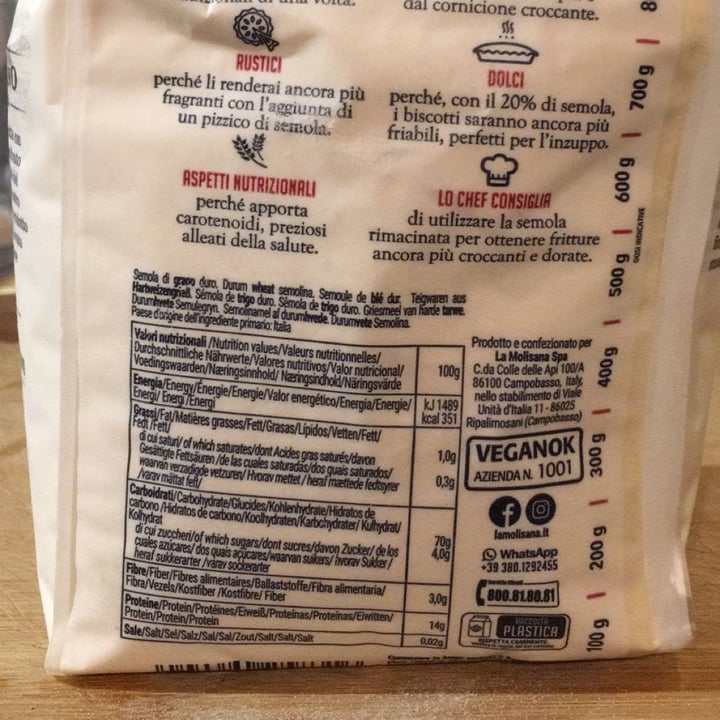 una volta.
RUSTICI
perché li renderai ancora più
fragranti con l'aggiunta di
un pizzico di semola.
ASPETTI NUTRIZIONALI
perché apporta
carotenoidi, preziosi
alleati della salute.
dal cornicione croccante.
DOLCI
perché, con il 20% di semola,
i biscotti saranno ancora più
friabili, perfetti per l'inzuppo.
LO CHEF CONSIGLIA
di utilizzare la semola
rimacinata per ottenere fritture
ancora più croccanti e dorate.
Semola di grano duro. Durum wheat semolina. Semoule de blé dur. Teigwaren aus
Hartweizengrieß. Sémola de trigo duro. Sêmola de trigo duro. Griesmeel van harde tarwe.
Durumhvete Semulegryn. Semolinamel af durumhvede. Durumvete Semolina.
Paese d'origine dell'ingrediente primario: Italia
Valori nutrizionali/Nutrition values/Valeurs nutritionnelles/
Durchschnittliche Nährwerte/Valores nutritivos/Valor nutricional/
Voedingswaarden/Næringsinnhold/Næringsindhold/Näringsvärde
100g
Energia/Energy/Énergie/Energie/Valor energético/Energia/Energie/
Energi/Energi/Energi
kJ 1489
kcal 351
Grassi/Fat/Matières grasses/Fett/Grasas/Lípidos/Vetten/Fett/
Fedt/Fett/
1,0g
di cui saturi/of which saturates/dont Acides gras saturés/davon
Gesättigte Fettsäuren/de las cuales saturadas/dos quais saturados/
waarvan verzadigde vetzuren/Hvorav mettet/heraf mættede fedtsyrer
/varav mättat fett/
0,3g
Carboidrati/Carbohydrate/Glucides/Kohlenhydrate/Hidratos de
carbono/Hidratos de carbono/Koolhydraten/Karbohydrater/Kulhydrat/
Kolhydrat
70g
di cui zuccheri/of which sugars/dont sucres/davon Zucker/de los
cuales azúcares/dos quais açúcares/waarvan suikers/hvorav Sukker/
heraf sukkerarter/varav sockerarter
4,0g
Fibre/Fiber/Fibres alimentaires/Ballaststoffe/Fibra alimentaria/
Fibra/Vezels/Kostfiber/Kostfibre/Fiber
3,0g
Proteine/Protein/Protéines/Eiweiß/Proteínas/Proteínas/Eiwitten/
Protein/Protein/Protein
14g
Sale/Salt/Sel/Salz/Sal/Sal/Zout/Salt/Salt/Salt
0,02g
Prodotto e confezionato per
La Molisana Spa
C.da Colle delle Api 100/A
86100 Campobasso, Italy,
nello stabilimento di Viale
Unità d'Italia 11 - 86025
Ripalimosani (Campobasso)
VEGANOK
AZIENDA N. 1001
lamolisana.it
WhatsApp
+39 380.1292455
800.81.80.81
RACCOLTA
PLASTICA
RISPETTA L'AMBIENTE.
700 g
600 g
500 g
400 g
300 g
200 g
100 g
DOSI INDICATIVE